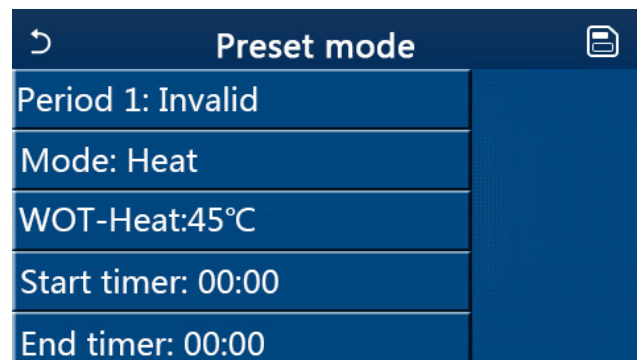 Preset mode
Period 1: Invalid
Mode: Heat
WOT-Heat:45℃
Start timer: 00:00
End timer: 00:00